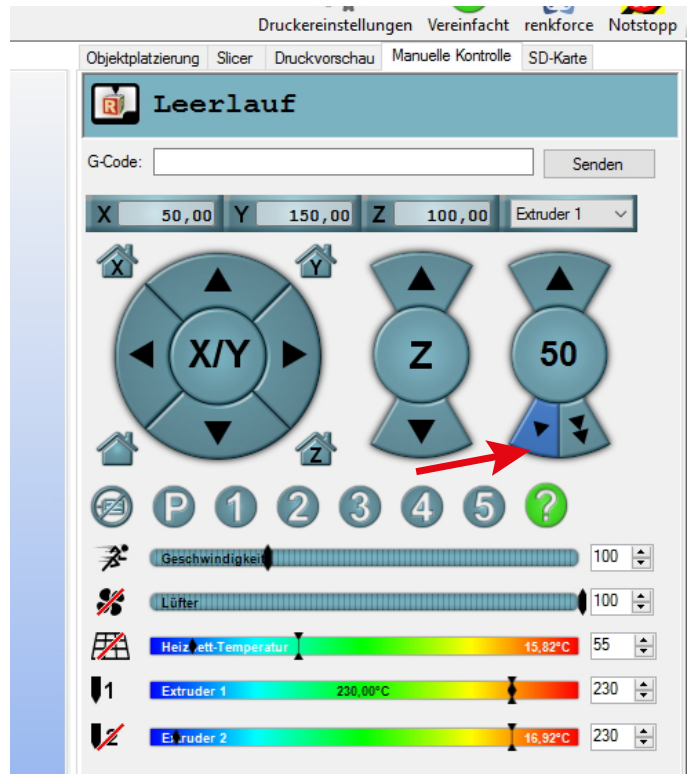 Druckereinstellungen Vereinfacht renkforce Notstopp
Objektplatzierung Slicer Druckvorschau Manuelle Kontrolle SD-Karte
R Leerlauf
G-Code: Senden
X 50,00 Y 150,00 Z 100,00 Extruder 1
X Y
X/Y Z 50
Z
P 1 2 3 4 5 ?
Geschwindigkeit 100
Lüfter 100
Heizbett-Temperatur 15,82°C 55
1 Extruder 1 230,00°C 230
2 Extruder 2 16,92°C 230